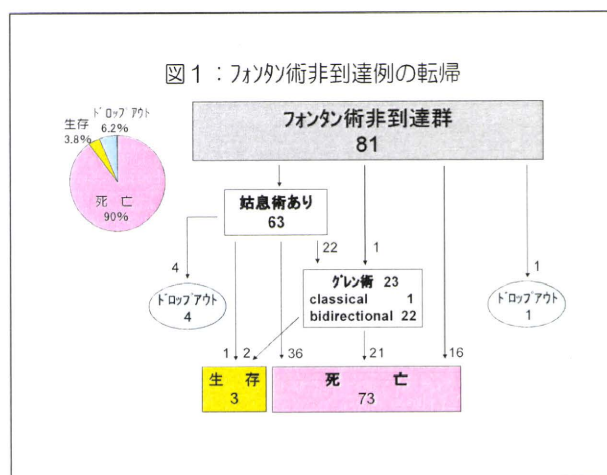 図1：フォンタン術非到達例の転帰
ドロップアウト
6.2%
生存
3.8%
死 亡
90%
フォンタン術非到達群
81
姑息術あり
63
22
1
4
1
ドロップアウト
4
グレン術 23
classical 1
bidirectional 22
ドロップアウト
1
1
2
36
21
16
生 存
3
死 亡
73